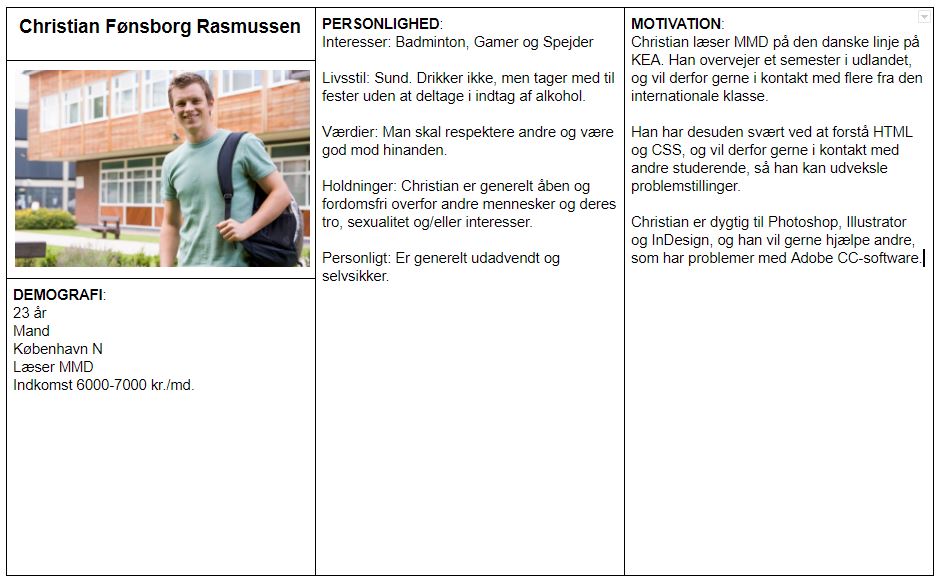 Christian Fønsborg Rasmussen
DEMOGRAFI:
23 år
Mand
København N
Læser MMD
Indkomst 6000-7000 kr./md.
PERSONLIGHED:
Interesser: Badminton, Gamer og Spejder
Livsstil: Sund. Drikker ikke, men tager med til
fester uden at deltage i indtag af alkohol.
Værdier: Man skal respektere andre og være
god mod hinanden.
Holdninger: Christian er generelt åben og
fordomsfri overfor andre mennesker og deres
tro, sexualitet og/eller interesser.
Personligt: Er generelt udadvendt og
selvsikker.
MOTIVATION:
Christian læser MMD på den danske linje på
KEA. Han overvejer et semester i udlandet,
og vil derfor gerne i kontakt med flere fra den
internationale klasse.
Han har desuden svært ved at forstå HTML
og CSS, og vil derfor gerne i kontakt med
andre studerende, så han kan udveksle
problemstillinger.
Christian er dygtig til Photoshop, Illustrator
og InDesign, og han vil gerne hjælpe andre,
som har problemer med Adobe CC-software.